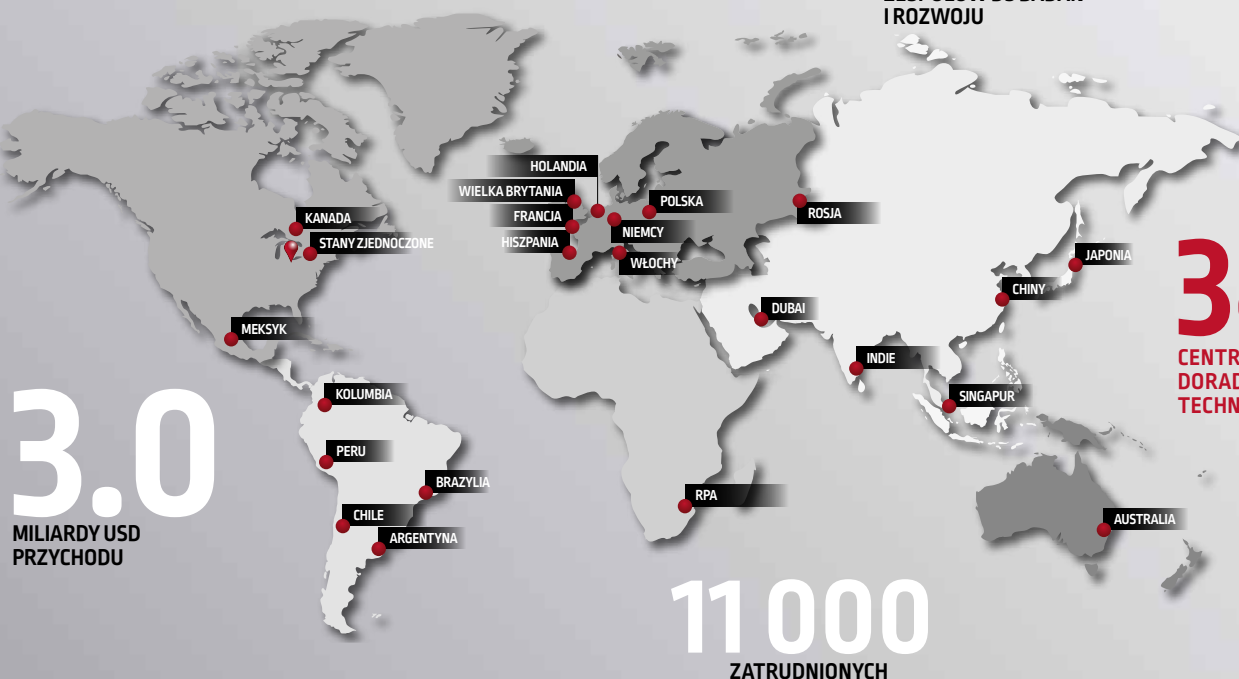 I ROZWOJU
HOLANDIA
WIELKA BRYTANIA
POLSKA
FRANCJA
ROSJA
KANADA
NIEMCY
STANY ZJEDNOCZONE
HISZPANIA
WŁOCHY
JAPONIA
CHINY
DUBAI
MEKSYK
INDIE
KOLUMBIA
SINGAPUR
3.0
MILIARDY USD
PRZYCHODU
PERU
BRAZYLIA
RPA
CHILE
AUSTRALIA
ARGENTYNA
11 000
ZATRUDNIONYCH